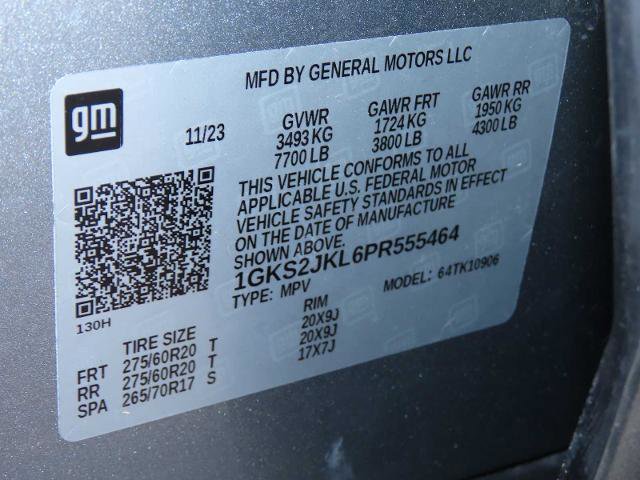 MFD BY GENERAL MOTORS LLC
gm
11/23 GVWR GAWR FRT GAWR RR
3493 KG 1724 KG 1950 KG
7700 LB 3800 LB 4300 LB
THIS VEHICLE CONFORMS TO ALL
APPLICABLE U.S. FEDERAL MOTOR
VEHICLE SAFETY STANDARDS IN EFFECT
ON THE DATE OF MANUFACTURE
SHOWN ABOVE.
1GKS2JKL6PR555464
TYPE: MPV MODEL: 64TK10906
130H
TIRE SIZE RIM
FRT 275/60R20 T 20X9J
RR 275/60R20 T 20X9J
SPA 265/70R17 S 17X7J